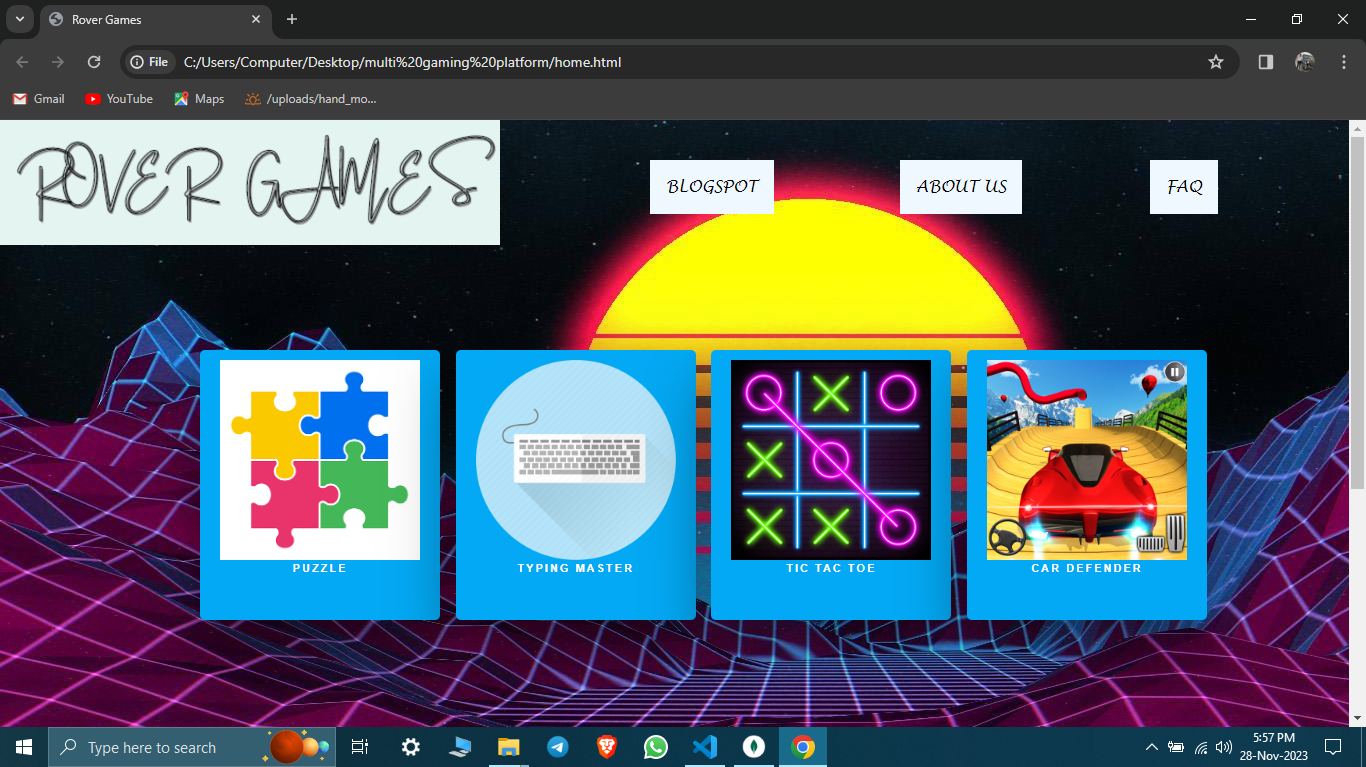 Rover Games
File C:/Users/Computer/Desktop/multi%20gaming%20platform/home.html
Gmail YouTube Maps /uploads/hand_mo...
ROVER GAMES
BLOGSPOT ABOUT US FAQ
PUZZLE TYPING MASTER TIC TAC TOE CAR DEFENDER
Type here to search
5:57 PM
28-Nov-2023